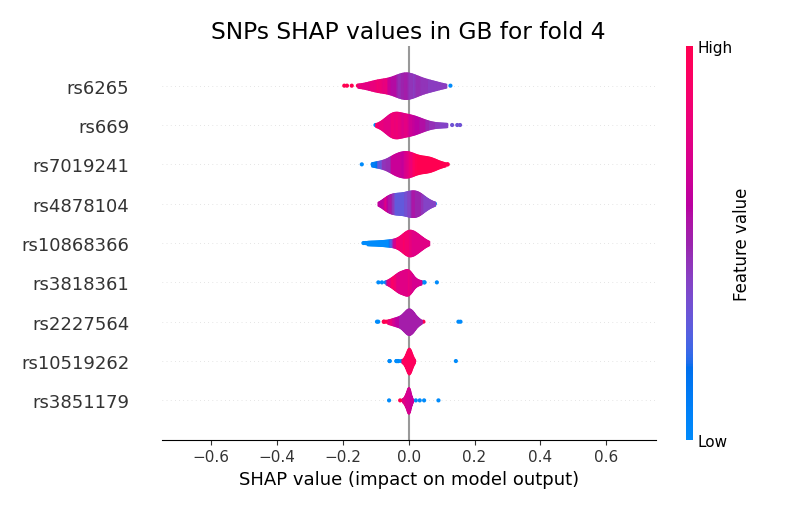 SNPs SHAP values in GB for fold 4
High
rs6265
rs669
rs7019241
rs4878104
rs10868366
rs3818361
rs2227564
rs10519262
rs3851179
Feature value
Low
−0.6 −0.4 −0.2 0.0 0.2 0.4 0.6
SHAP value (impact on model output)